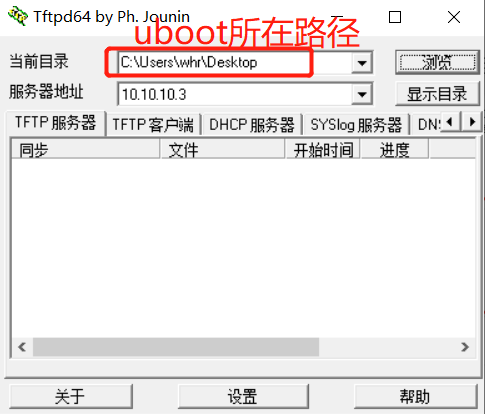 Tftpd64 by Ph. Jounin
uboot所在路径
当前目录 C:\Users\whr\Desktop 浏览
服务器地址 10.10.10.3 显示目录
TFTP 服务器 TFTP 客户端 DHCP 服务器 SYSlog 服务器 DN
同步 文件 开始时间 进度
关于 设置 帮助